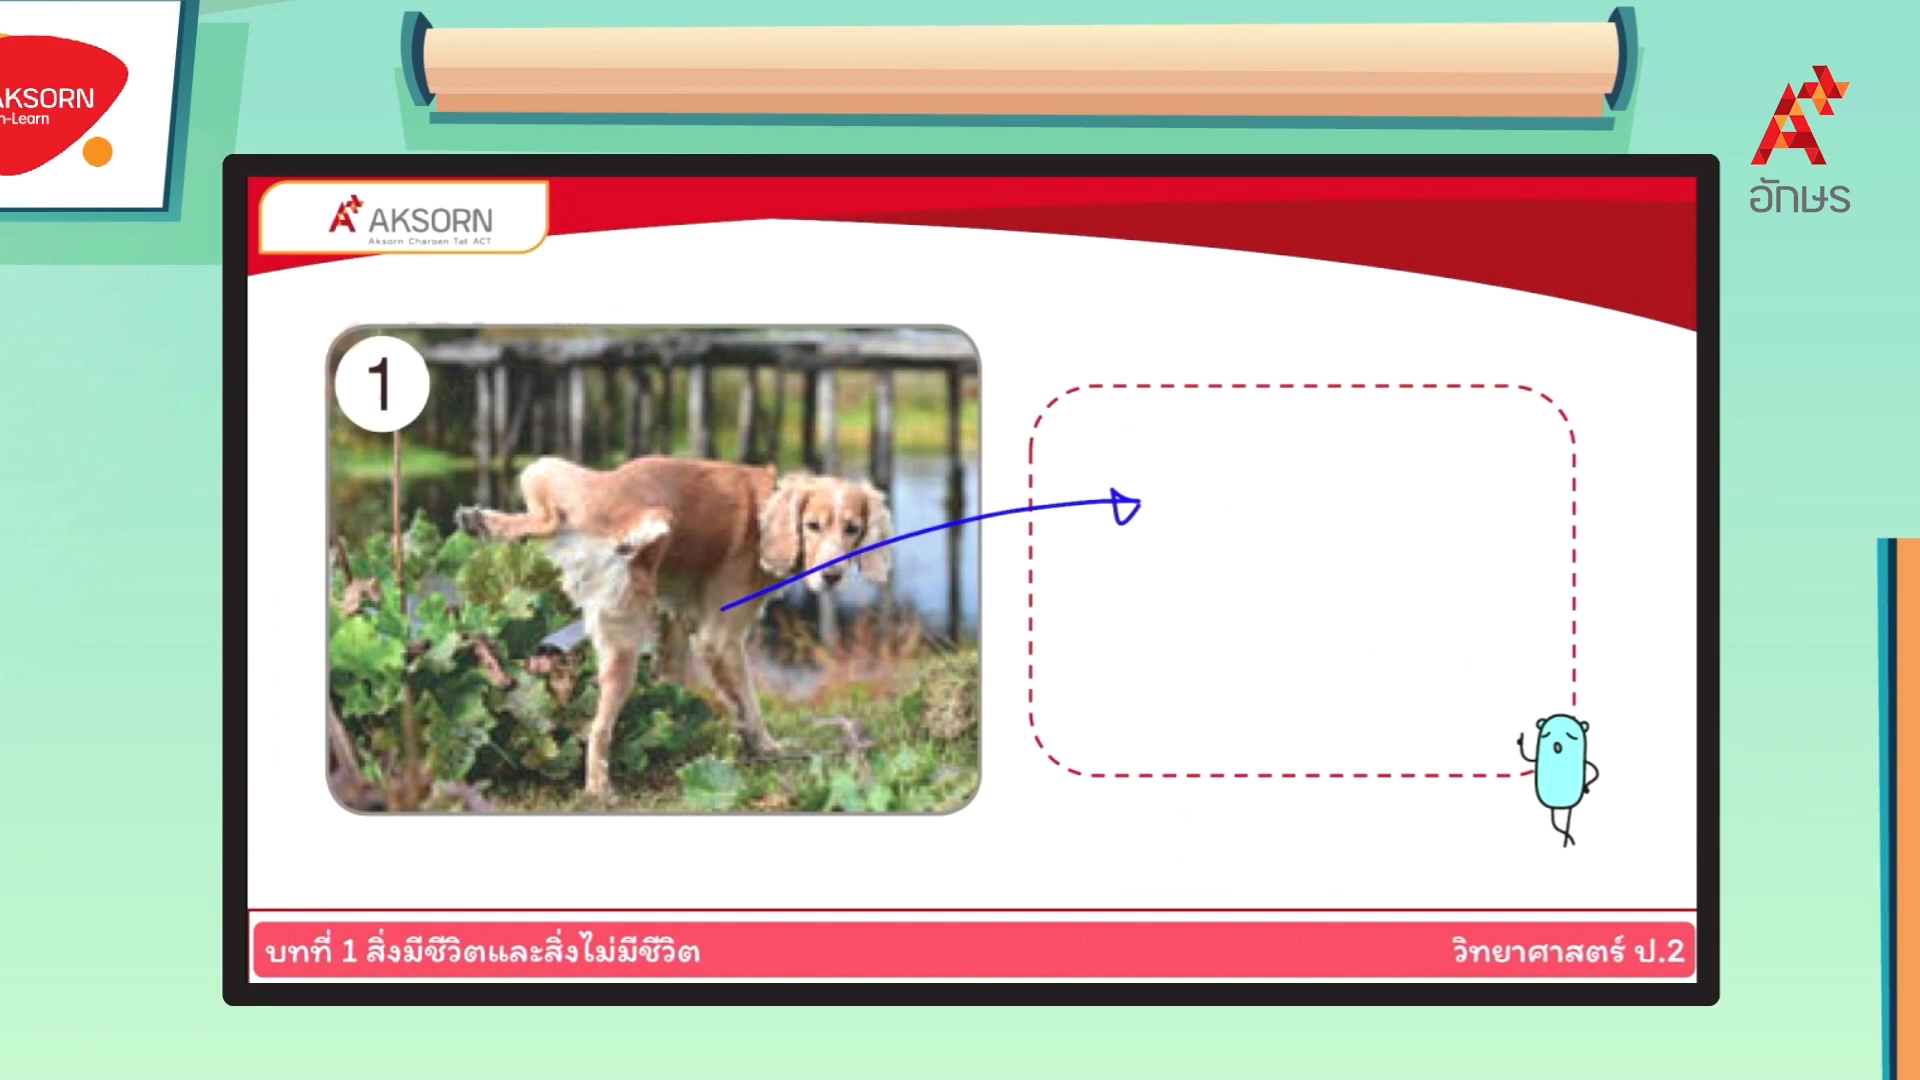 AKSORN
n-Learn
อักษร
AKSORN
Aksorn Charoen Tat ACT
1
บทที่ 1 สิ่งมีชีวิตและสิ่งไม่มีชีวิต
วิทยาศาสตร์ ป.2